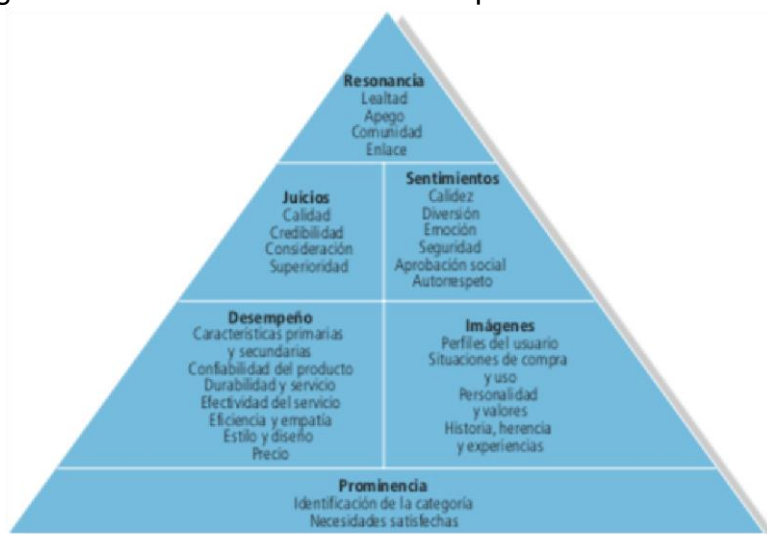 Resonancia
Lealtad
Apego
Comunidad
Enlace
Juicios
Calidad
Credibilidad
Consideración
Superioridad
Sentimientos
Calidez
Diversión
Emoción
Seguridad
Aprobación social
Autorrespeto
Desempeño
Características primarias
y secundarias
Confiabilidad del producto
Durabilidad y servicio
Efectividad del servicio
Eficiencia y empatía
Estilo y diseño
Precio
Imágenes
Perfiles del usuario
Situaciones de compra
y uso
Personalidad
y valores
Historia, herencia
y experiencias
Prominencia
Identificación de la categoría
Necesidades satisfechas